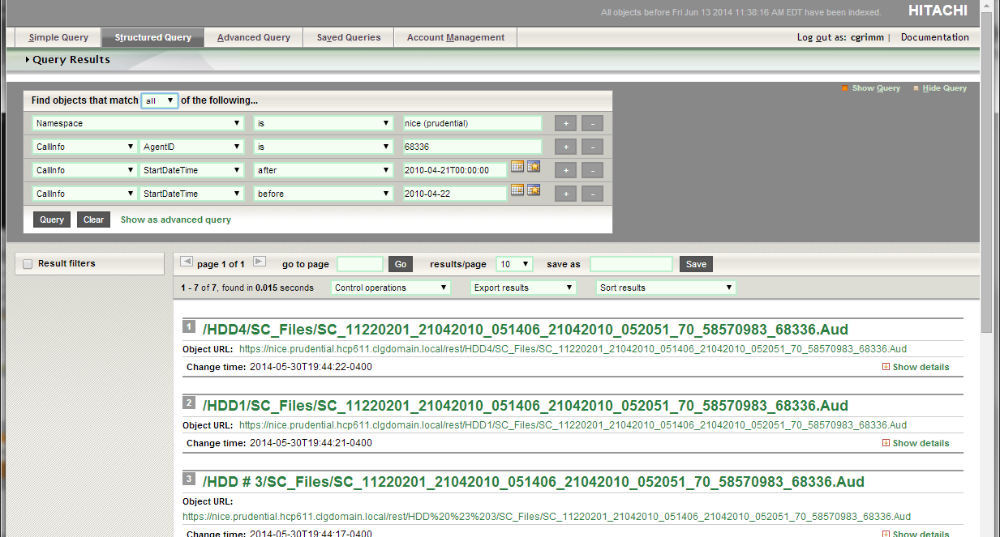 All objects before Fri Jun 13 2014 11:38:16 AM EDT have been indexed. HITACHI
Simple Query Structured Query Advanced Query Saved Queries Account Management Log out as: cgrimm | Documentation
Query Results
Show Query Hide Query
Find objects that match all of the following...
Namespace is nice (prudential) + -
CallInfo AgentID is 68336 + -
CallInfo StartDateTime after 2010-04-21T00:00:00 + -
CallInfo StartDateTime before 2010-04-22 + -
Query Clear Show as advanced query
Result filters page 1 of 1 go to page Go results/page 10 save as Save
1 - 7 of 7, found in 0.015 seconds Control operations Export results Sort results
1 /HDD4/SC_Files/SC_11220201_21042010_051406_21042010_052051_70_58570983_68336.Aud
Object URL: https://nice.prudential.hcp611.clgdomain.local/rest/HDD4/SC_Files/SC_11220201_21042010_051406_21042010_052051_70_58570983_68336.Aud
Change time: 2014-05-30T19:44:22-0400 Show details
2 /HDD1/SC_Files/SC_11220201_21042010_051406_21042010_052051_70_58570983_68336.Aud
Object URL: https://nice.prudential.hcp611.clgdomain.local/rest/HDD1/SC_Files/SC_11220201_21042010_051406_21042010_052051_70_58570983_68336.Aud
Change time: 2014-05-30T19:44:21-0400 Show details
3 /HDD # 3/SC_Files/SC_11220201_21042010_051406_21042010_052051_70_58570983_68336.Aud
Object URL:
https://nice.prudential.hcp611.clgdomain.local/rest/HDD%20%23%203/SC_Files/SC_11220201_21042010_051406_21042010_052051_70_58570983_68336.Aud
Change time: 2014-05-30T19:44:17-0400 Show details